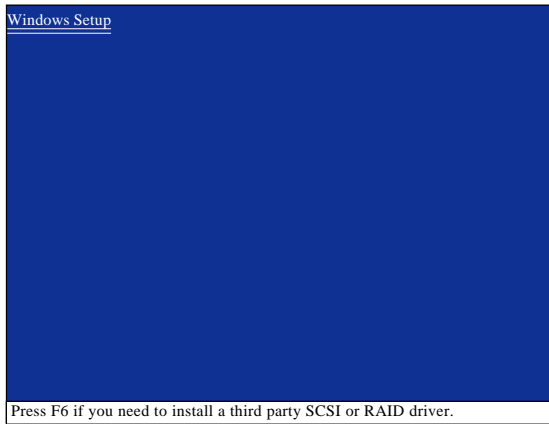 Windows Setup
Press F6 if you need to install a third party SCSI or RAID driver.